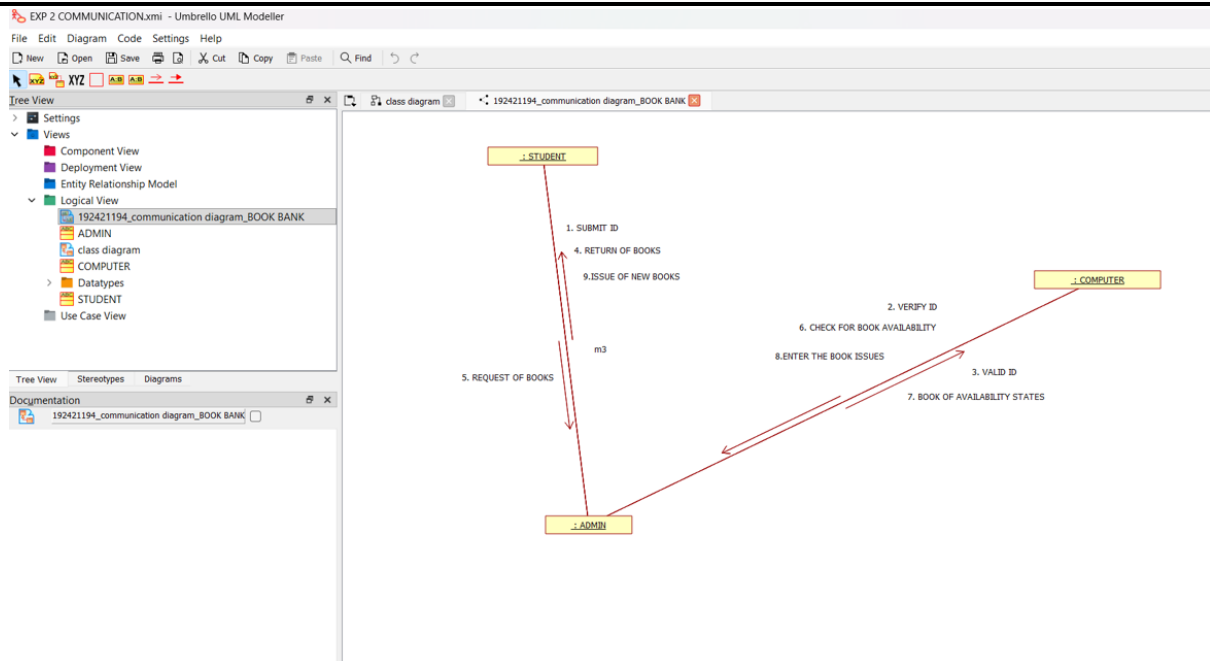 EXP 2 COMMUNICATION.xmi - Umbrello UML Modeller
File Edit Diagram Code Settings Help
New Open Save Cut Copy Paste Find
XYZ XYZ A:B A:B
Tree View
Settings
Views
Component View
Deployment View
Entity Relationship Model
Logical View
192421194_communication diagram_BOOK BANK
ADMIN
class diagram
COMPUTER
Datatypes
STUDENT
Use Case View
Tree View Stereotypes Diagrams
Documentation
192421194_communication diagram_BOOK BANK
class diagram 192421194_communication diagram_BOOK BANK
: STUDENT
1. SUBMIT ID
4. RETURN OF BOOKS
9.ISSUE OF NEW BOOKS
m3
5. REQUEST OF BOOKS
: COMPUTER
2. VERIFY ID
6. CHECK FOR BOOK AVAILABILITY
8.ENTER THE BOOK ISSUES
3. VALID ID
7. BOOK OF AVAILABILITY STATES
: ADMIN